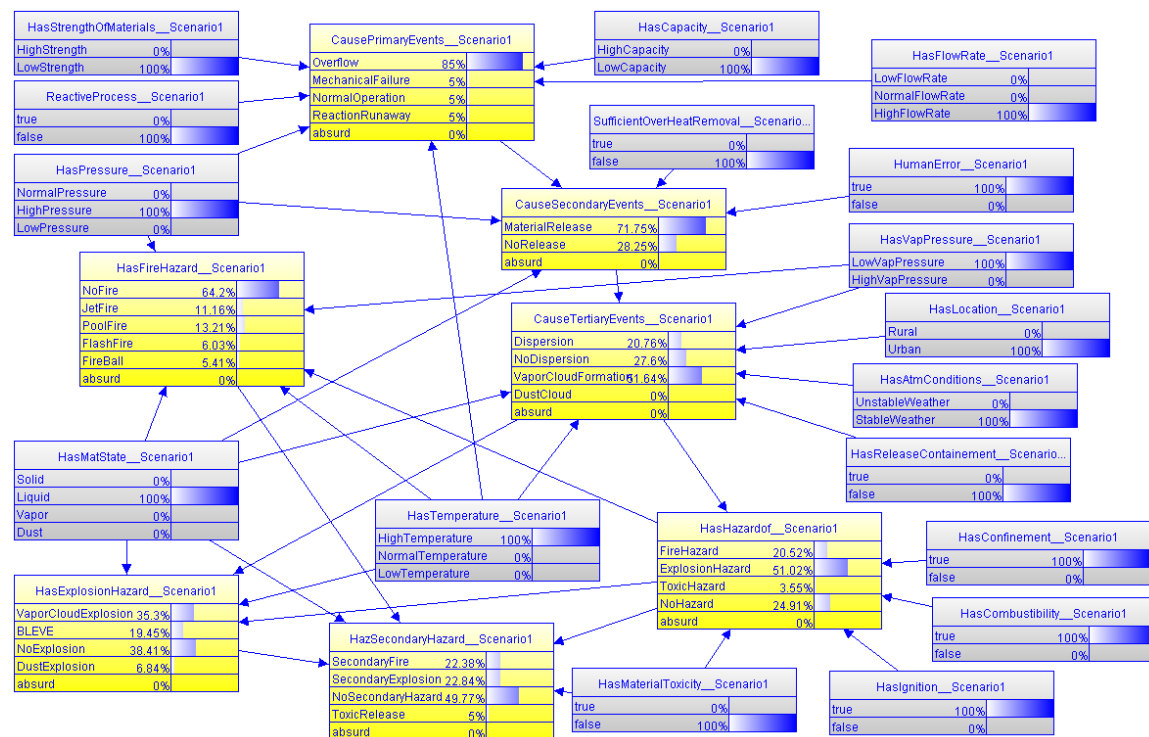 HasStrengthOfMaterials__Scenario1
HighStrength 0%
LowStrength 100%
ReactiveProcess__Scenario1
true 0%
false 100%
HasPressure__Scenario1
NormalPressure 0%
HighPressure 100%
LowPressure 0%
CausePrimaryEvents__Scenario1
Overflow 85%
MechanicalFailure 5%
NormalOperation 5%
ReactionRunaway 5%
absurd 0%
HasCapacity__Scenario1
HighCapacity 0%
LowCapacity 100%
HasFlowRate__Scenario1
LowFlowRate 0%
NormalFlowRate 0%
HighFlowRate 100%
SufficientOverHeatRemoval__Scenario...
true 0%
false 100%
HumanError__Scenario1
true 100%
false 0%
CauseSecondaryEvents__Scenario1
MaterialRelease 71.75%
NoRelease 28.25%
absurd 0%
HasVapPressure__Scenario1
LowVapPressure 100%
HighVapPressure 0%
HasFireHazard__Scenario1
NoFire 64.2%
JetFire 11.16%
PoolFire 13.21%
FlashFire 6.03%
FireBall 5.41%
absurd 0%
CauseTertiaryEvents__Scenario1
Dispersion 20.76%
NoDispersion 27.6%
VaporCloudFormation 51.64%
DustCloud 0%
absurd 0%
HasLocation__Scenario1
Rural 0%
Urban 100%
HasAtmConditions__Scenario1
UnstableWeather 0%
StableWeather 100%
HasReleaseContainement__Scenario...
true 0%
false 100%
HasMatState__Scenario1
Solid 0%
Liquid 100%
Vapor 0%
Dust 0%
HasTemperature__Scenario1
HighTemperature 100%
NormalTemperature 0%
LowTemperature 0%
HasHazardof__Scenario1
FireHazard 20.52%
ExplosionHazard 51.02%
ToxicHazard 3.55%
NoHazard 24.91%
absurd 0%
HasConfinement__Scenario1
true 100%
false 0%
HasCombustibility__Scenario1
true 100%
false 0%
HasExplosionHazard__Scenario1
VaporCloudExplosion 35.3%
BLEVE 19.45%
NoExplosion 38.41%
DustExplosion 6.84%
absurd 0%
HazSecondaryHazard__Scenario1
SecondaryFire 22.38%
SecondaryExplosion 22.84%
NoSecondaryHazard 49.77%
ToxicRelease 5%
absurd 0%
HasMaterialToxicity__Scenario1
true 0%
false 100%
HasIgnition__Scenario1
true 100%
false 0%